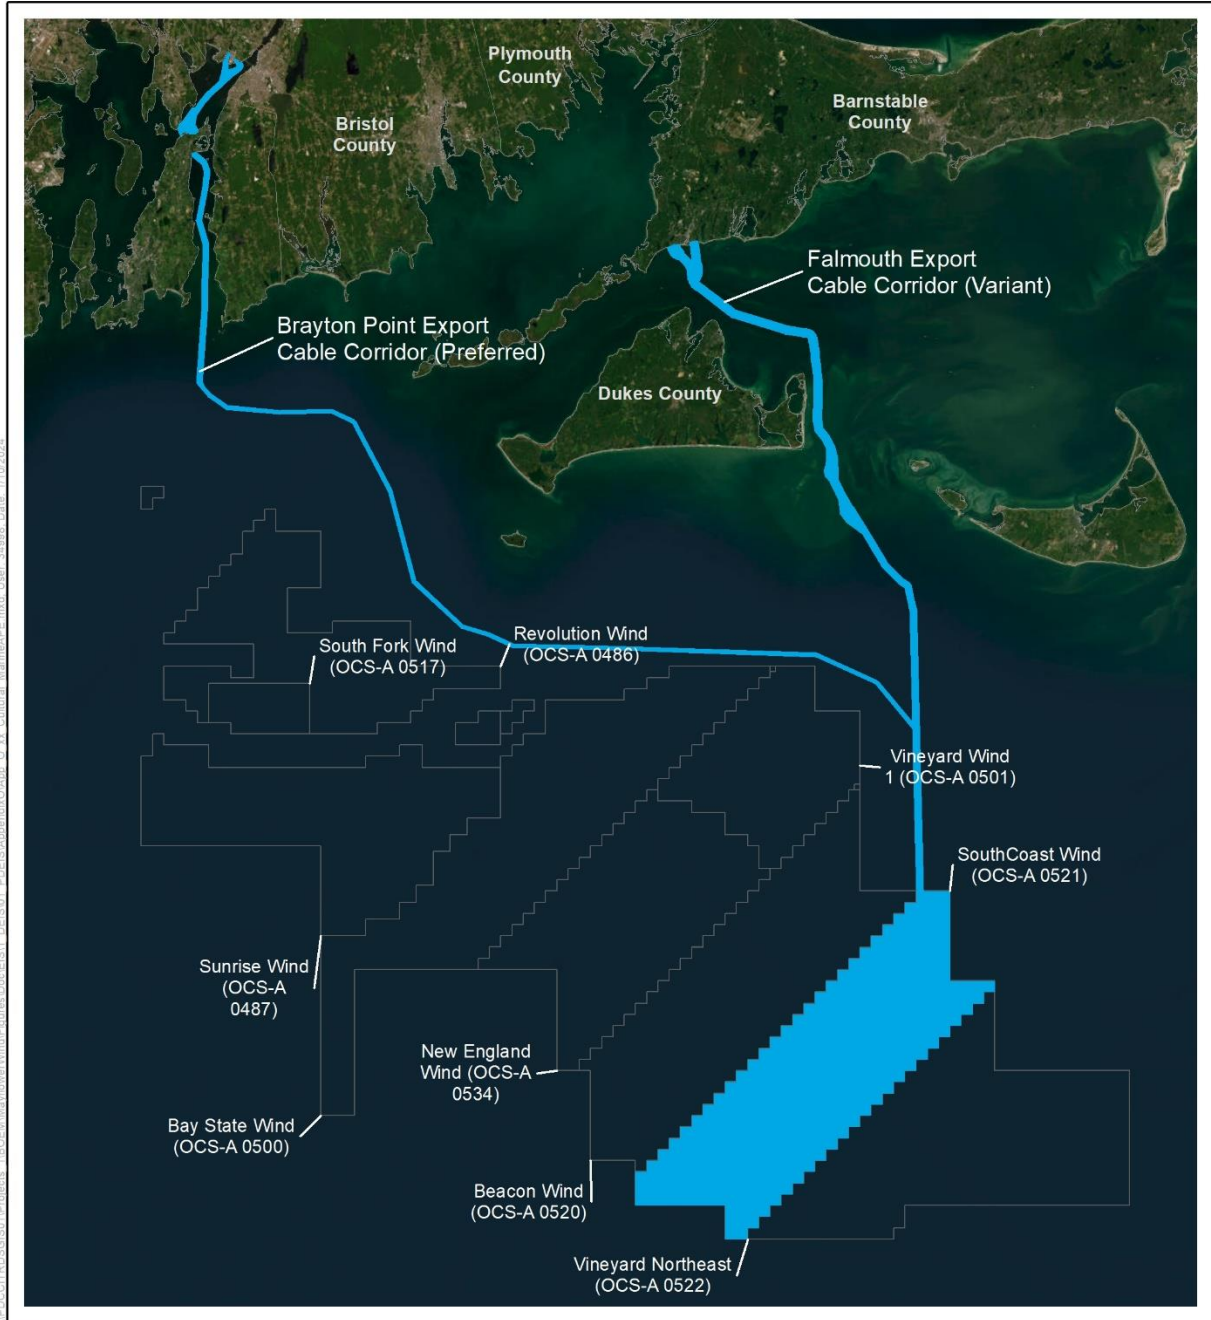 Plymouth
County
Bristol
County
Barnstable
County
Falmouth Export
Cable Corridor (Variant)
Brayton Point Export
Cable Corridor (Preferred)
Dukes County
Revolution Wind
(OCS-A 0486)
South Fork Wind
(OCS-A 0517)
Vineyard Wind
1 (OCS-A 0501)
SouthCoast Wind
(OCS-A 0521)
Sunrise Wind
(OCS-A
0487)
New England
Wind (OCS-A
0534)
Bay State Wind
(OCS-A 0500)
Beacon Wind
(OCS-A 0520)
Vineyard Northeast
(OCS-A 0522)